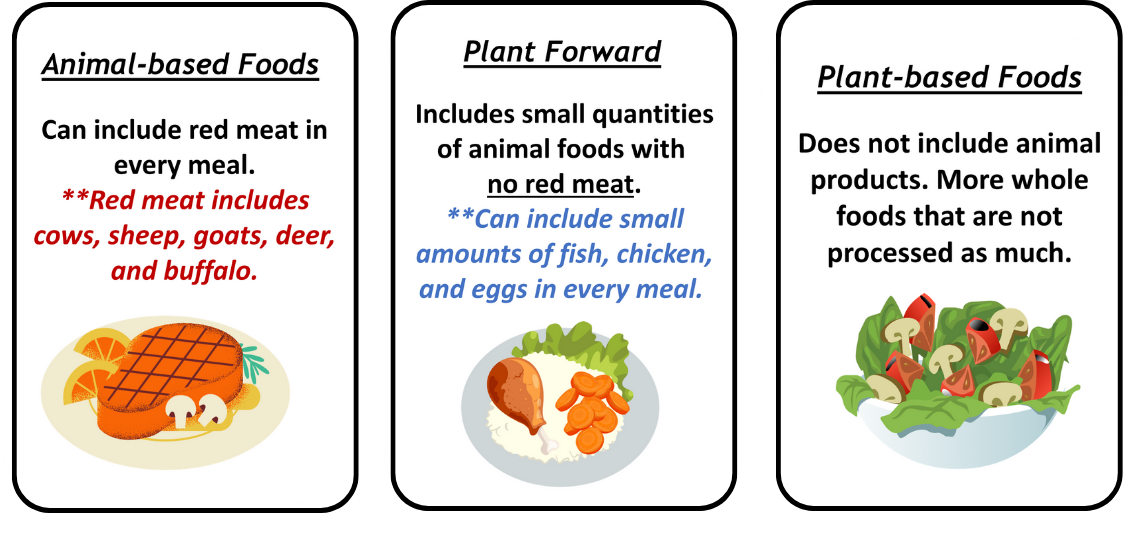 Animal-based Foods
Can include red meat in
every meal.
**Red meat includes
cows, sheep, goats, deer,
and buffalo.
Plant Forward
Includes small quantities
of animal foods with
no red meat.
**Can include small
amounts of fish, chicken,
and eggs in every meal.
Plant-based Foods
Does not include animal
products. More whole
foods that are not
processed as much.